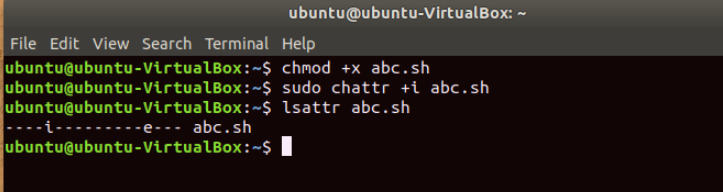 ubuntu@ubuntu-VirtualBox: ~
File Edit View Search Terminal Help
ubuntu@ubuntu-VirtualBox:~$ chmod +x abc.sh
ubuntu@ubuntu-VirtualBox:~$ sudo chattr +i abc.sh
ubuntu@ubuntu-VirtualBox:~$ lsattr abc.sh
----i---------e--- abc.sh
ubuntu@ubuntu-VirtualBox:~$